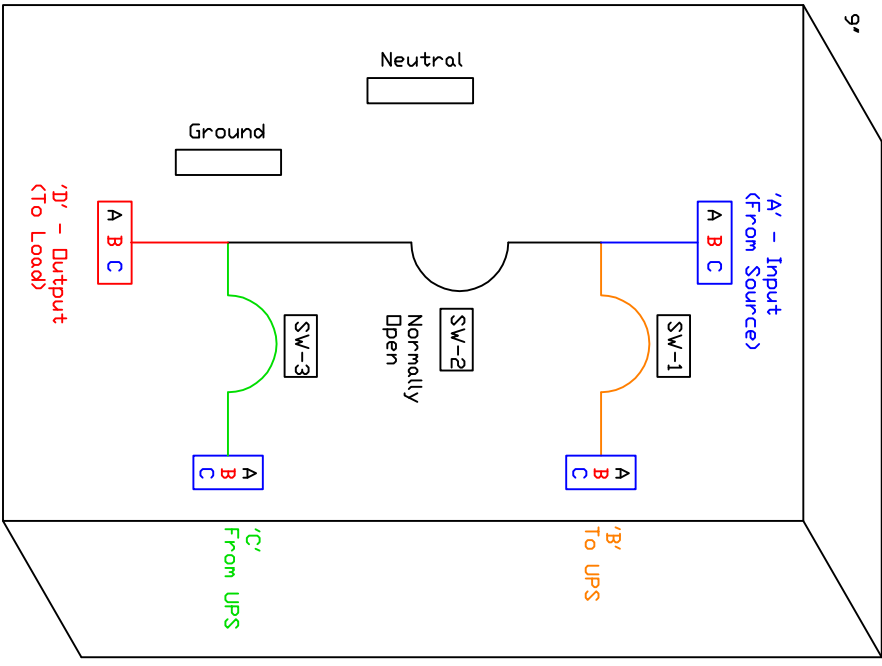 9'
Neutral
Ground
'A' - Input
(From Source)
A B C
SW-1
A B C
'B'
To UPS
SW-2
Normally
Open
SW-3
A B C
'C'
From UPS
A B C
'D' - Output
(To Load)